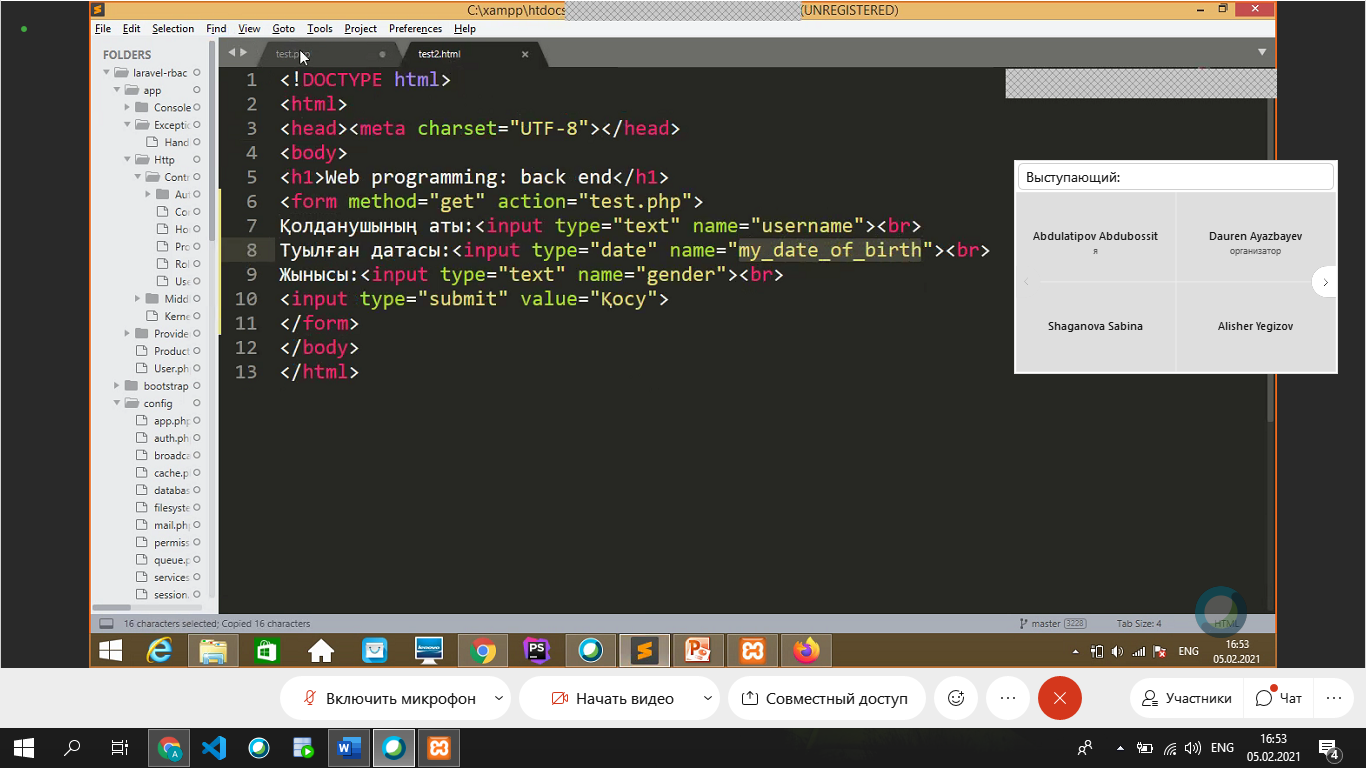 C:\xampp\htdocs
(UNREGISTERED)
File Edit Selection Find View Goto Tools Project Preferences Help
FOLDERS
laravel-rbac
app
Console
Exceptio
Hand
Http
Contr
Au
Co
Ho
Pro
Rol
Use
Middl
Kerne
Provide
Product
User.ph
bootstrap
config
app.php
auth.ph
broadca
cache.p
databas
filesyste
mail.ph
permiss
queue.p
services
session.
test.php
test2.html
1 <!DOCTYPE html>
2 <html>
3 <head><meta charset="UTF-8"></head>
4 <body>
5 <h1>Web programming: back end</h1>
6 <form method="get" action="test.php">
7 Қолданушының аты:<input type="text" name="username"><br>
8 Туылған датасы:<input type="date" name="my_date_of_birth"><br>
9 Жынысы:<input type="text" name="gender"><br>
10 <input type="submit" value="Қосу">
11 </form>
12 </body>
13 </html>
Выступающий:
Abdulatipov Abdubossit
я
Dauren Ayazbayev
организатор
Shaganova Sabina
Alisher Yegizov
16 characters selected; Copied 16 characters
master 3228
Tab Size: 4
HTML
lenovo
PS
ENG
16:53
05.02.2021
Включить микрофон
Начать видео
Совместный доступ
Участники
Чат
A
W
ENG
16:53
05.02.2021
4